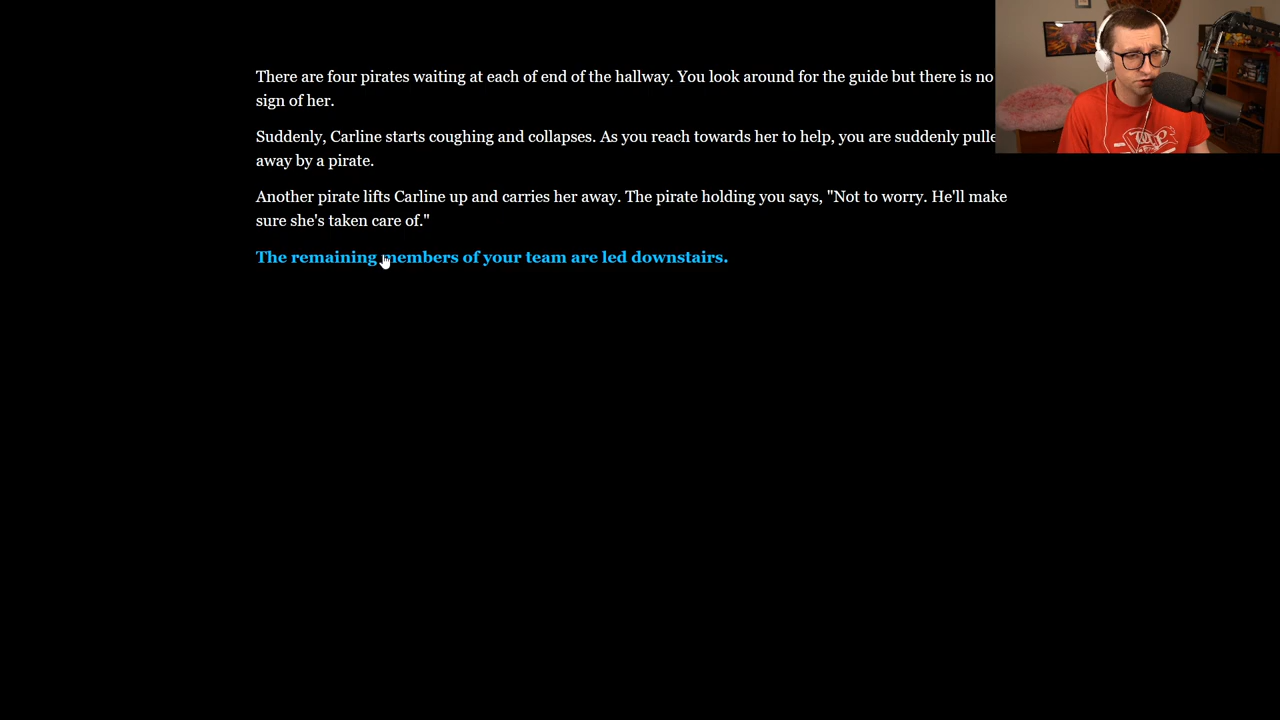 There are four pirates waiting at each of end of the hallway. You look around for the guide but there is no
sign of her.
Suddenly, Carline starts coughing and collapses. As you reach towards her to help, you are suddenly pulle
away by a pirate.
Another pirate lifts Carline up and carries her away. The pirate holding you says, "Not to worry. He'll make
sure she's taken care of."
The remaining members of your team are led downstairs.